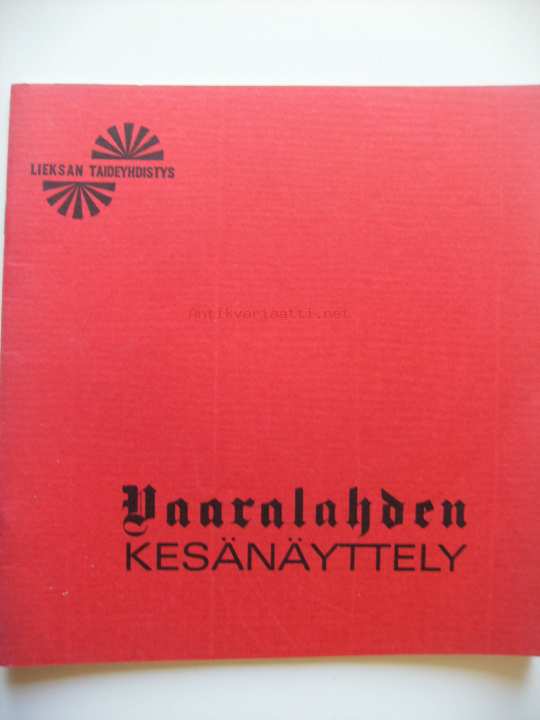 LIEKSAN TAIDEYHDISTYS
Antikvariaatti.net
Vaaralahden
KESÄNÄYTTELY